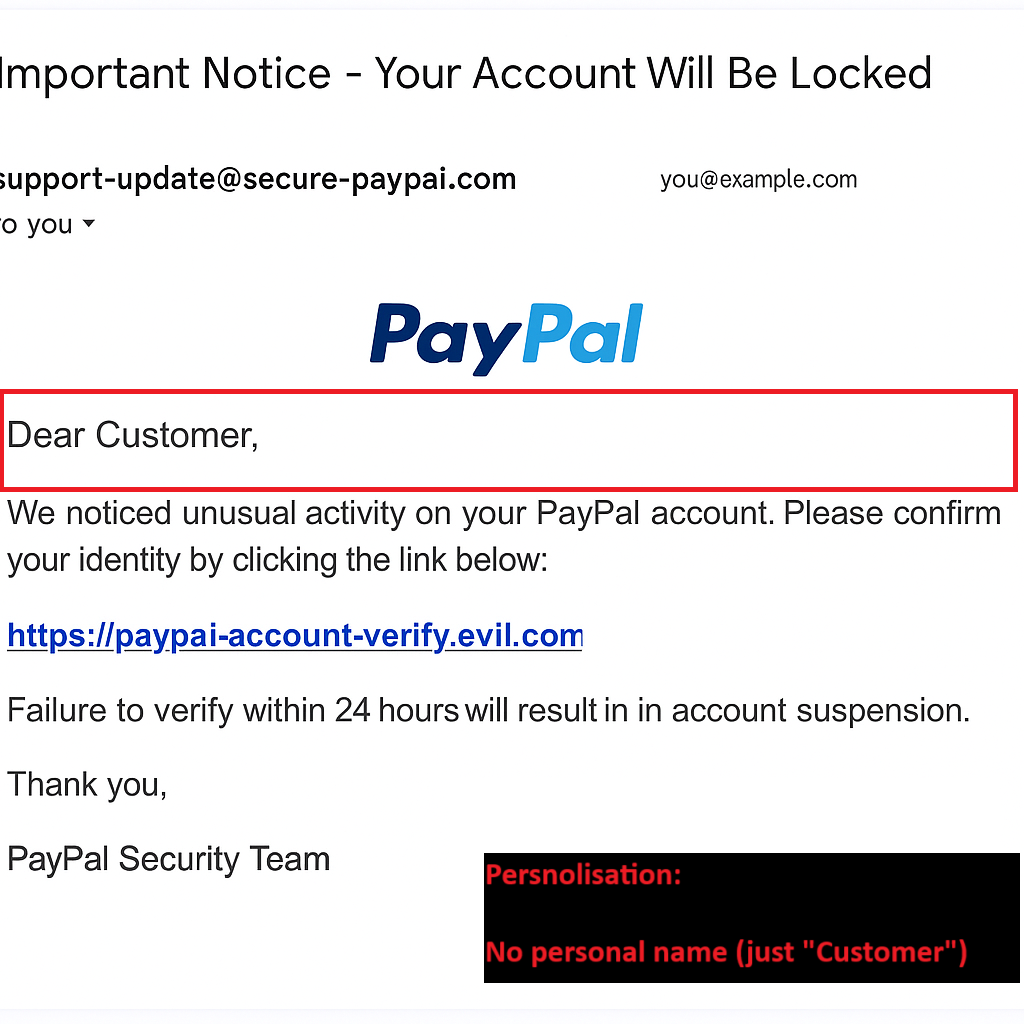 Important Notice - Your Account Will Be Locked
support-update@secure-paypai.com you@example.com
ro you
PayPal
Dear Customer,
We noticed unusual activity on your PayPal account. Please confirm
your identity by clicking the link below:
https://paypai-account-verify.evil.com
Failure to verify within 24 hours will result in in account suspension.
Thank you,
PayPal Security Team
Persnolisation:
No personal name (just "Customer")